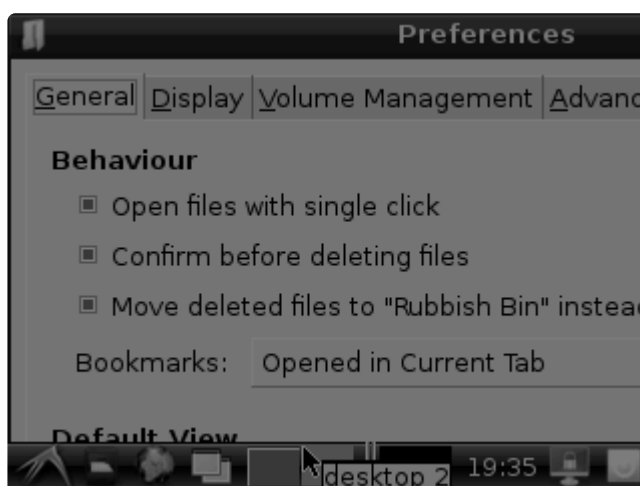 Preferences
General Display Volume Management Advanc
Behaviour
Open files with single click
Confirm before deleting files
Move deleted files to "Rubbish Bin" instea
Bookmarks: Opened in Current Tab
Default View
desktop 2 19:35